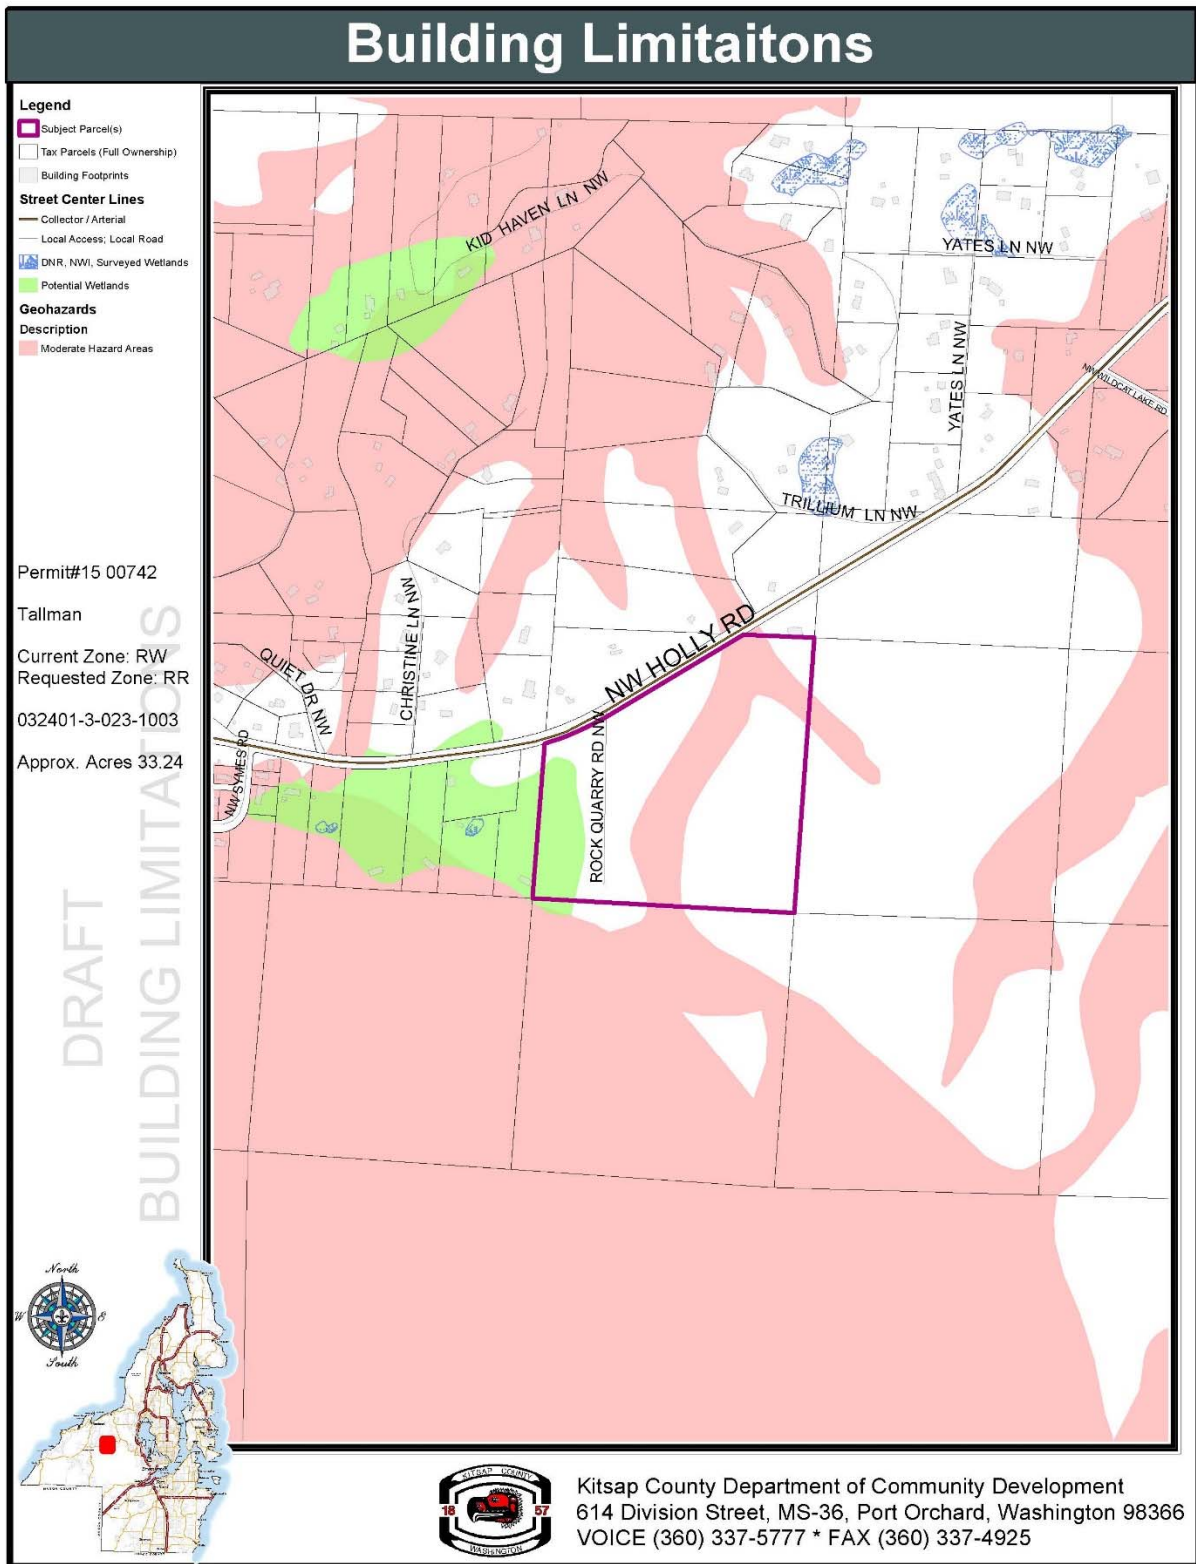 Building Limitaitons
Legend
Subject Parcel(s)
Tax Parcels (Full Ownership)
Building Footprints
Street Center Lines
Collector / Arterial
Local Access; Local Road
DNR, NWI, Surveyed Wetlands
Potential Wetlands
Geohazards
Description
Moderate Hazard Areas
Permit#15 00742
Tallman
Current Zone: RW
Requested Zone: RR
032401-3-023-1003
Approx. Acres 33.24
DRAFT
BUILDING LIMITATIONS
KID HAVEN LN NW
YATES LN NW
YATES LN NW
NW WILDCAT LAKE RD
TRILLIUM LN NW
CHRISTINE LN NW
NW HOLLY RD
QUIET DR NW
NW SYMES RD
ROCK QUARRY RD NW
North
W
E
South
KITSAP COUNTY
18 57
WASHINGTON
Kitsap County Department of Community Development
614 Division Street, MS-36, Port Orchard, Washington 98366
VOICE (360) 337-5777 * FAX (360) 337-4925